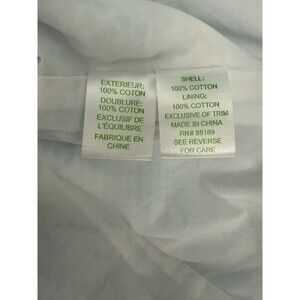 EXTERIEUR:
100% COTTON
DOUBLURE:
100% COTTON
EXCLUSIF DE
L'ÉQUILIBRE
FABRIQUE EN
CHINE
SHELL:
100% COTTON
LINING:
100% COTTON
EXCLUSIVE OF TRIM
MADE IN CHINA
RN# 88189
SEE REVERSE
FOR CARE